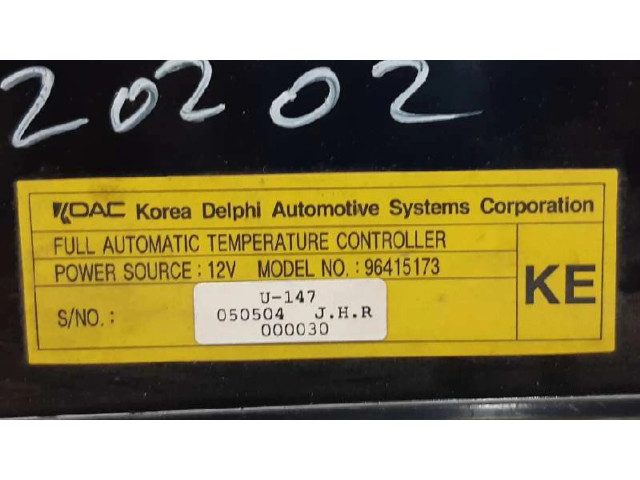 20202
KDAC Korea Delphi Automotive Systems Corporation
FULL AUTOMATIC TEMPERATURE CONTROLLER
POWER SOURCE : 12V MODEL NO. : 96415173
KE
S/NO. :
U-147
050504 J.H.R
000030